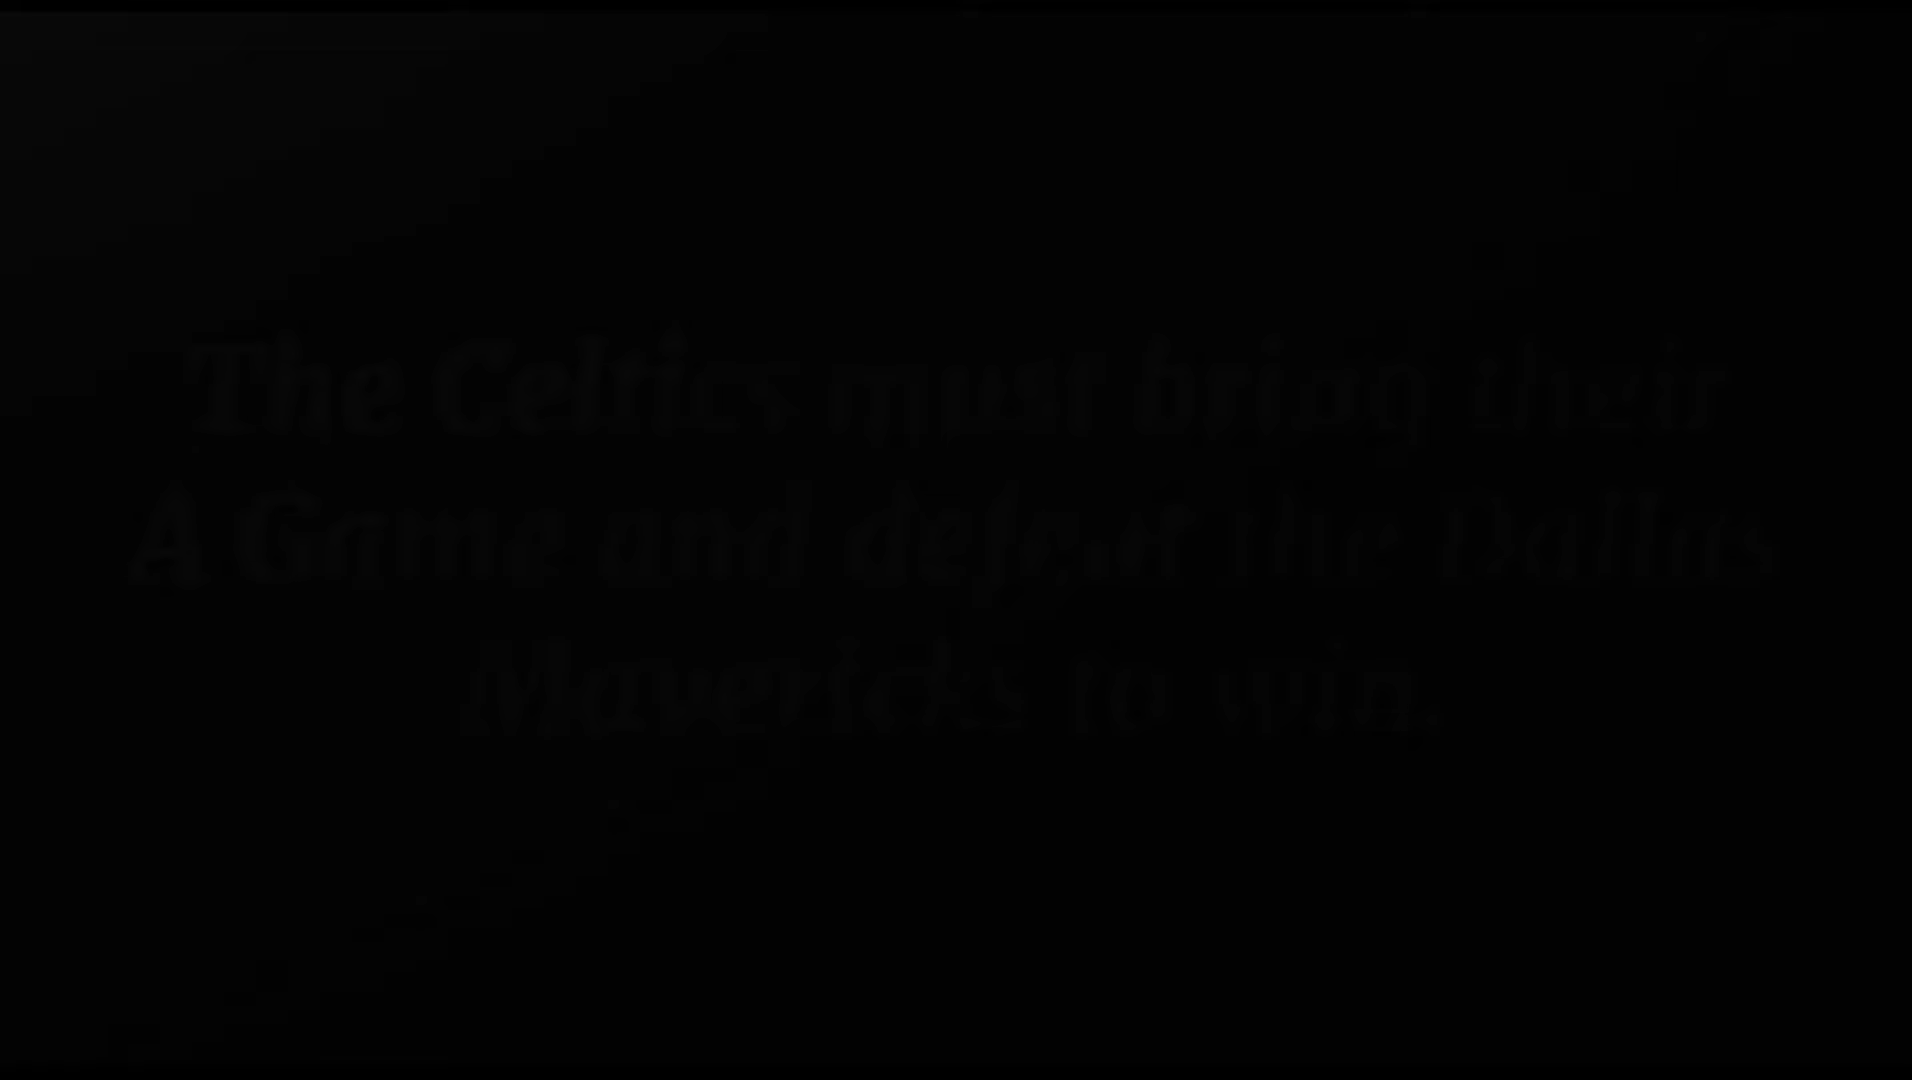 The Celtics must bring their
A Game and defeat the Dallas
Mavericks to win.